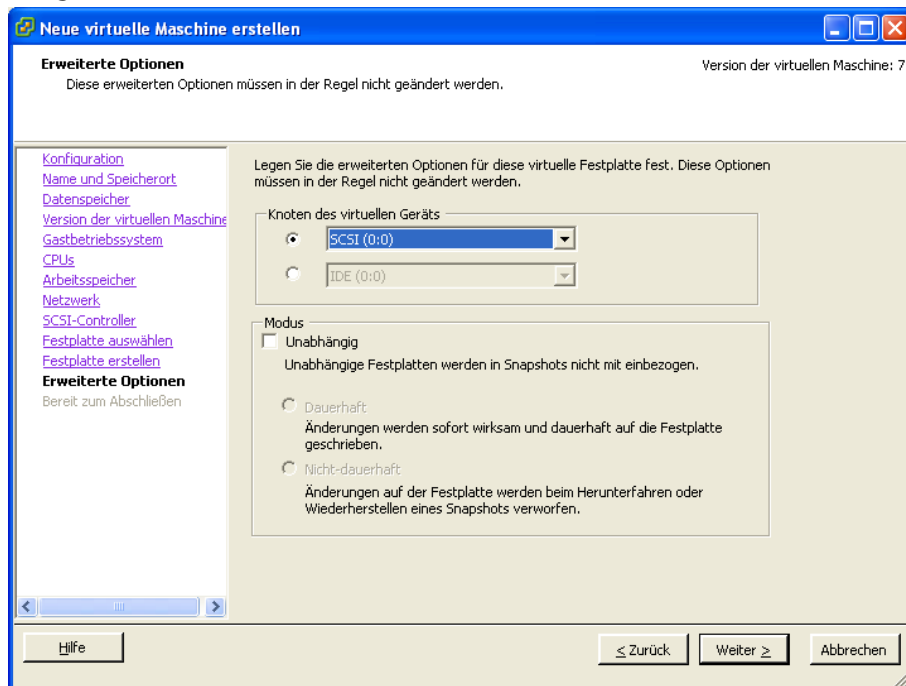 Neue virtuelle Maschine erstellen
Erweiterte Optionen
Diese erweiterten Optionen müssen in der Regel nicht geändert werden.
Version der virtuellen Maschine: 7
Konfiguration
Name und Speicherort
Datenspeicher
Version der virtuellen Maschine
Gastbetriebssystem
CPUs
Arbeitsspeicher
Netzwerk
SCSI-Controller
Festplatte auswählen
Festplatte erstellen
Erweiterte Optionen
Bereit zum Abschließen
Legen Sie die erweiterten Optionen für diese virtuelle Festplatte fest. Diese Optionen
müssen in der Regel nicht geändert werden.
Knoten des virtuellen Geräts
SCSI (0:0)
IDE (0:0)
Modus
Unabhängig
Unabhängige Festplatten werden in Snapshots nicht mit einbezogen.
Dauerhaft
Änderungen werden sofort wirksam und dauerhaft auf die Festplatte
geschrieben.
Nicht-dauerhaft
Änderungen auf der Festplatte werden beim Herunterfahren oder
Wiederherstellen eines Snapshots verworfen.
Hilfe
< Zurück
Weiter >
Abbrechen